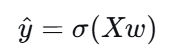 ŷ = σ(Xw)